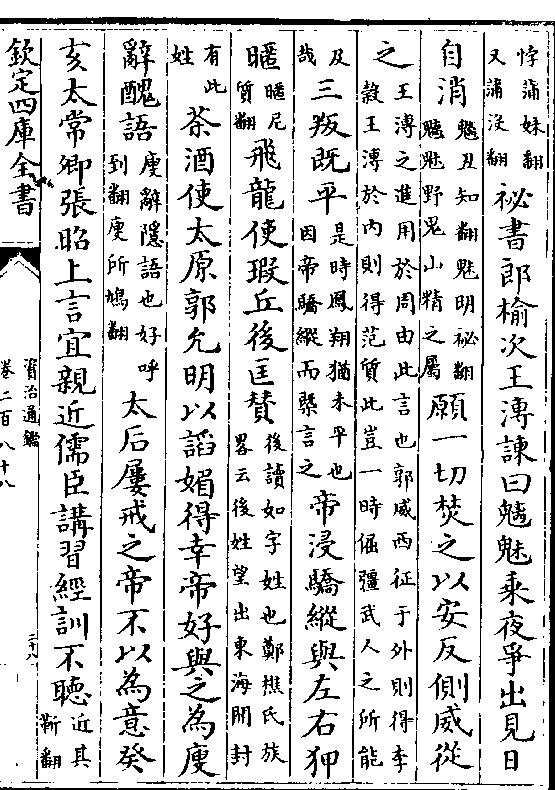 悖蒲妹翻
又蒲没翻
祕書郎榆次王溥諫曰魑魅乘夜爭出見日
自消
魑丑知翻魅明祕翻
魑魅野鬼山精之屬
願一切焚之以安反側威從
之
王溥之進用於周由此言也郭威西征于外則得李
穀王溥於内則得范質此豈一時倔彊武人之所能
及
哉
三叛既平
是時鳳翔猶未平也
因帝驕縱而槩言之
帝浸驕縱與左右狎
暱
暱尼
質翻
飛龍使瑕丘後匡贊
後讀如字姓也鄭樵氏族
畧云後姓望出東海開封
有此
姓
茶酒使太原郭允明以謟媚得幸帝好與之為廋
辭醜語
廋辭隱語也好呼
到翻廋所鳩翻
太后屢戒之帝不以為意癸
亥太常卿張昭上言宜親近儒臣講習經訓不聽
近其
靳翻
欽定四庫全書
資治通鑑
卷二百八十八
二十八